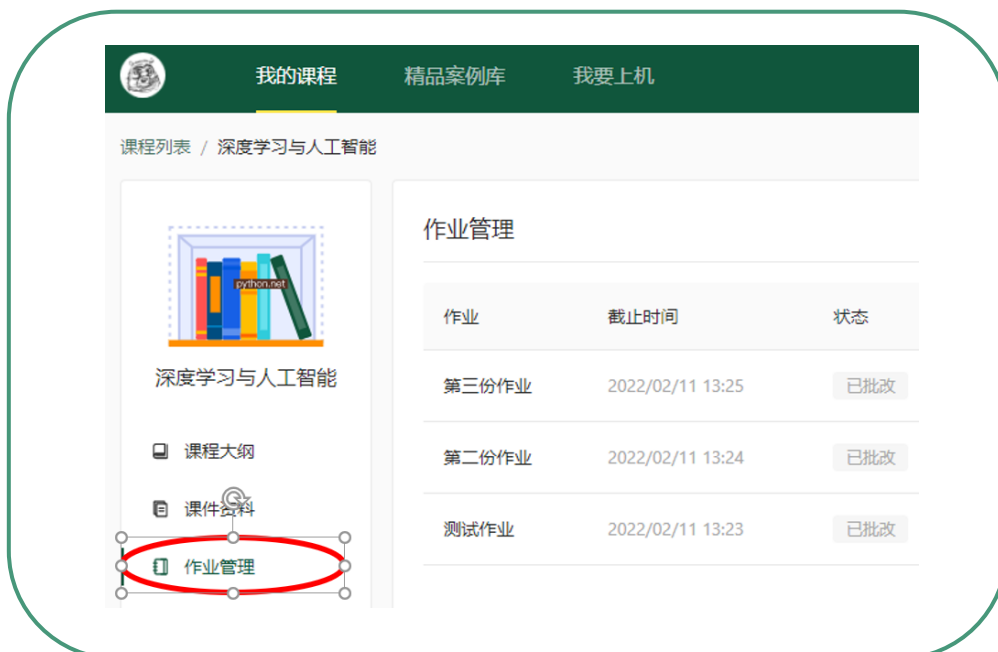 我的课程 精品案例库 我要上机
课程列表 / 深度学习与人工智能
作业管理
python.net
作业 截止时间 状态
深度学习与人工智能
第三份作业 2022/02/11 13:25 已批改
课程大纲
第二份作业 2022/02/11 13:24 已批改
课件资料
测试作业 2022/02/11 13:23 已批改
作业管理